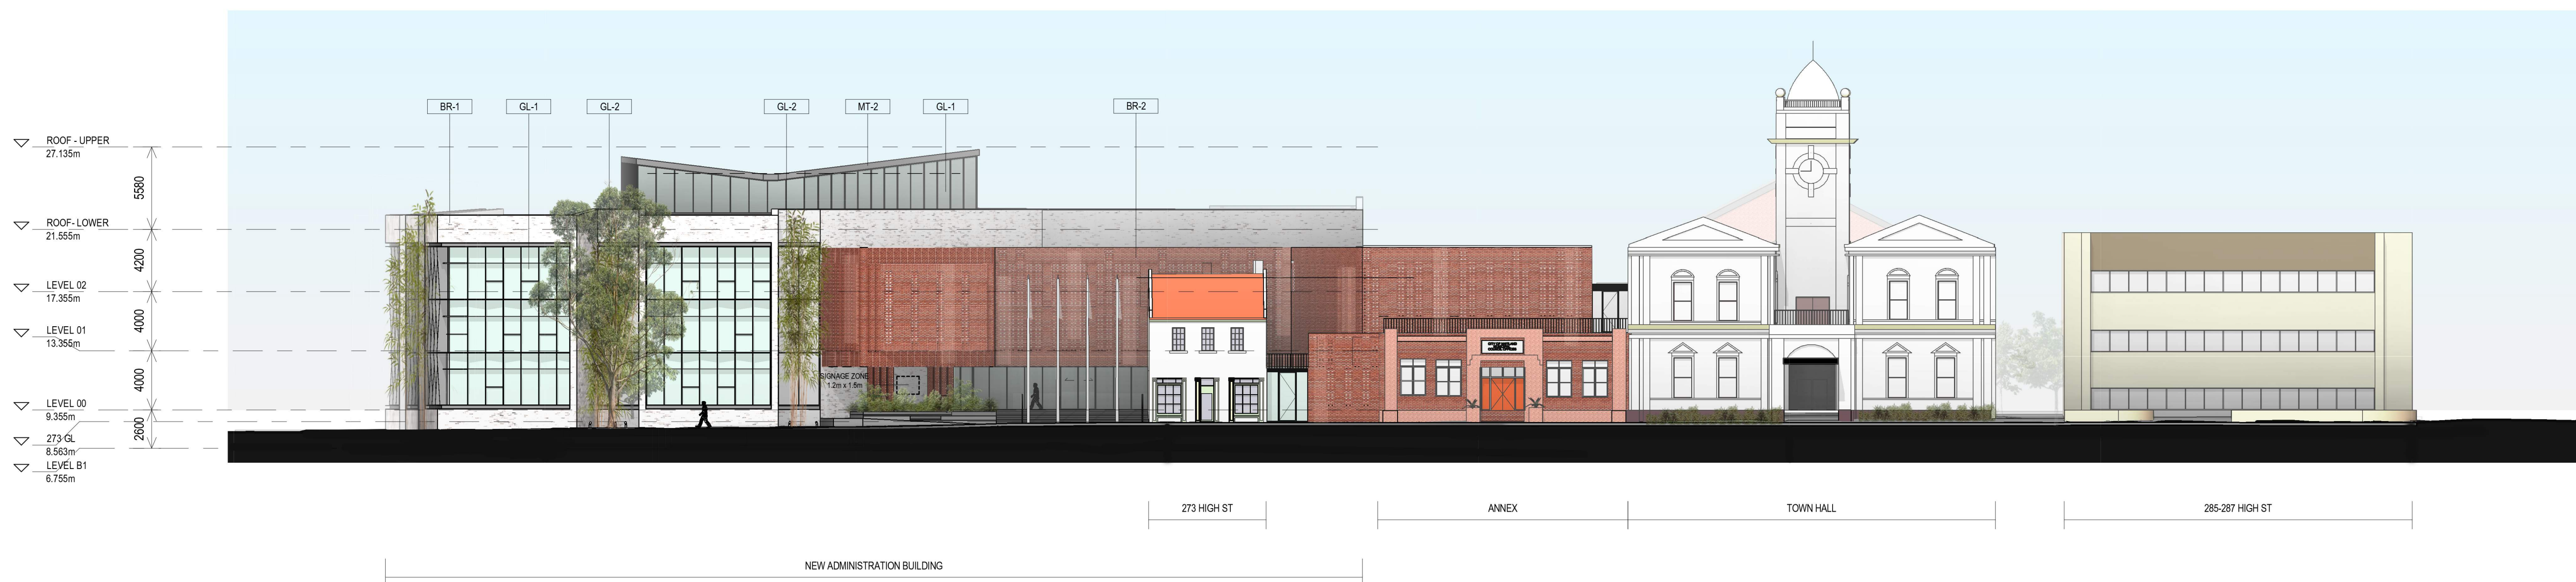 BR-1
GL-1
GL-2
GL-2
MT-2
GL-1
BR-2
ROOF - UPPER
27.135m
5580
ROOF- LOWER
21.555m
4200
LEVEL 02
17.355m
4000
LEVEL 01
13.355m
4000
LEVEL 00
9.355m
2600
273 GL
8.563m
LEVEL B1
6.755m
SIGNAGE ZONE
1.2m x 1.5m
273 HIGH ST
ANNEX
TOWN HALL
285-287 HIGH ST
NEW ADMINISTRATION BUILDING